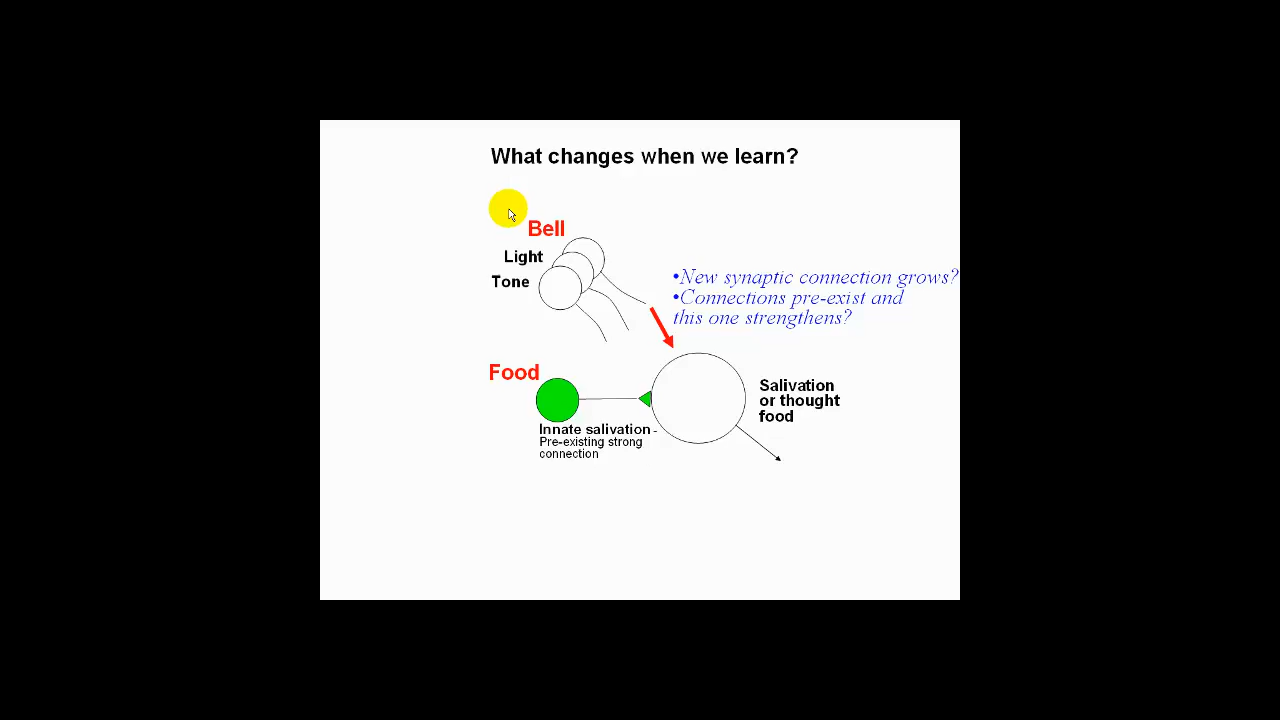 What changes when we learn?
Bell
Light
Tone
•New synaptic connection grows?
•Connections pre-exist and
this one strengthens?
Food
Salivation
or thought
food
Innate salivation -
Pre-existing strong
connection